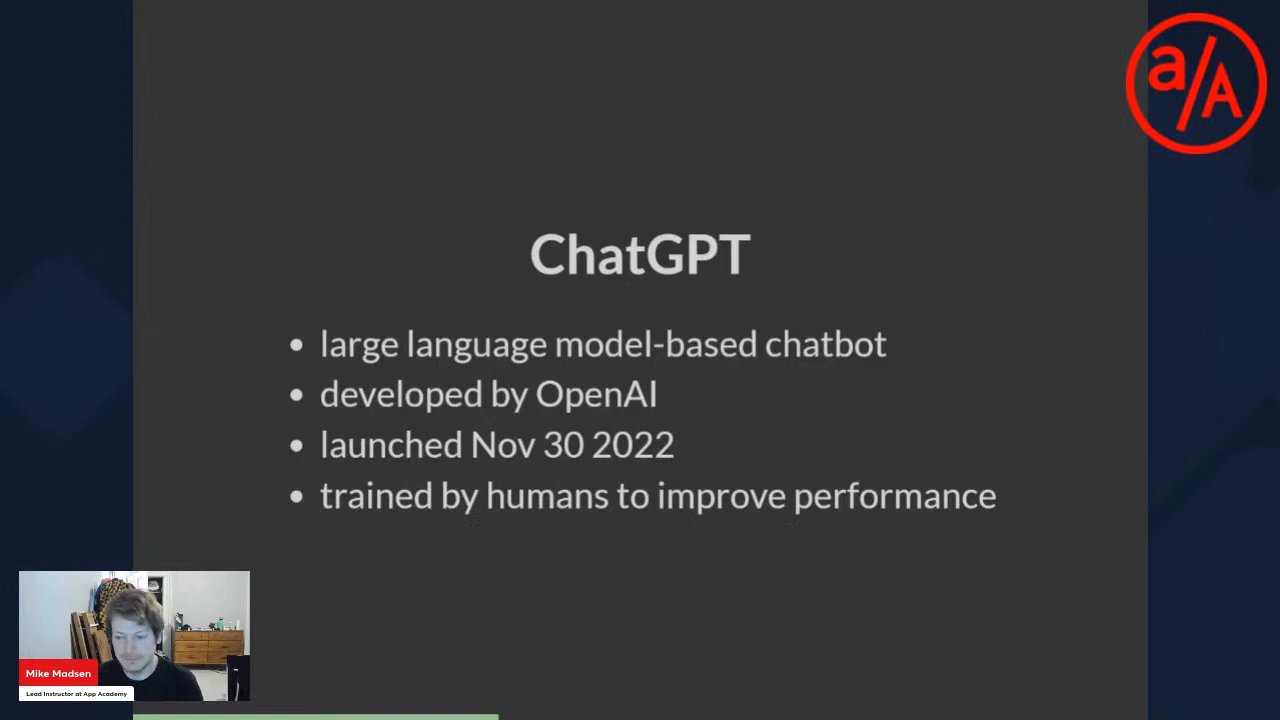 a/A
ChatGPT
large language model-based chatbot
developed by OpenAI
launched Nov 30 2022
trained by humans to improve performance
Mike Madsen
Lead Instructor at App Academy